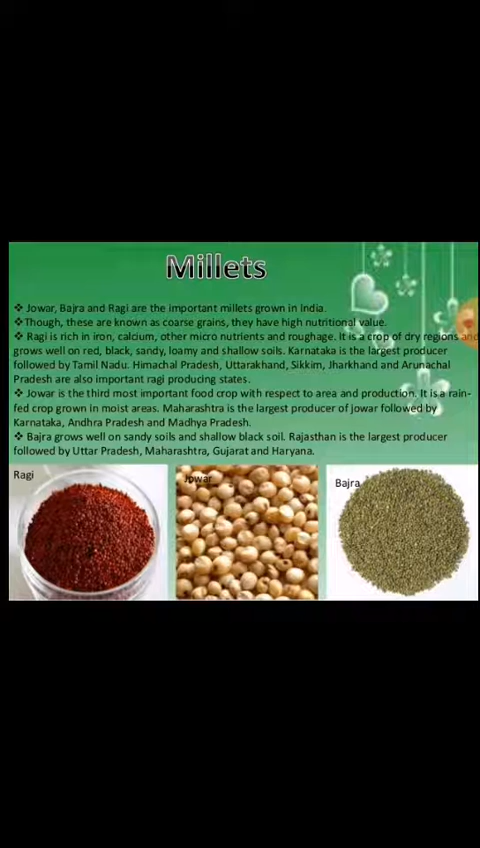 Millets
❖ Jowar, Bajra and Ragi are the important millets grown in India.
❖Though, these are known as coarse grains, they have high nutritional value.
❖ Ragi is rich in iron, calcium, other micro nutrients and roughage. It is a crop of dry regions and
grows well on red, black, sandy, loamy and shallow soils. Karnataka is the largest producer
followed by Tamil Nadu. Himachal Pradesh, Uttarakhand, Sikkim, Jharkhand and Arunachal
Pradesh are also important ragi producing states.
❖ Jowar is the third most important food crop with respect to area and production. It is a rain-
fed crop grown in moist areas. Maharashtra is the largest producer of jowar followed by
Karnataka, Andhra Pradesh and Madhya Pradesh.
❖ Bajra grows well on sandy soils and shallow black soil. Rajasthan is the largest producer
followed by Uttar Pradesh, Maharashtra, Gujarat and Haryana.
Ragi
Jowar
Bajra